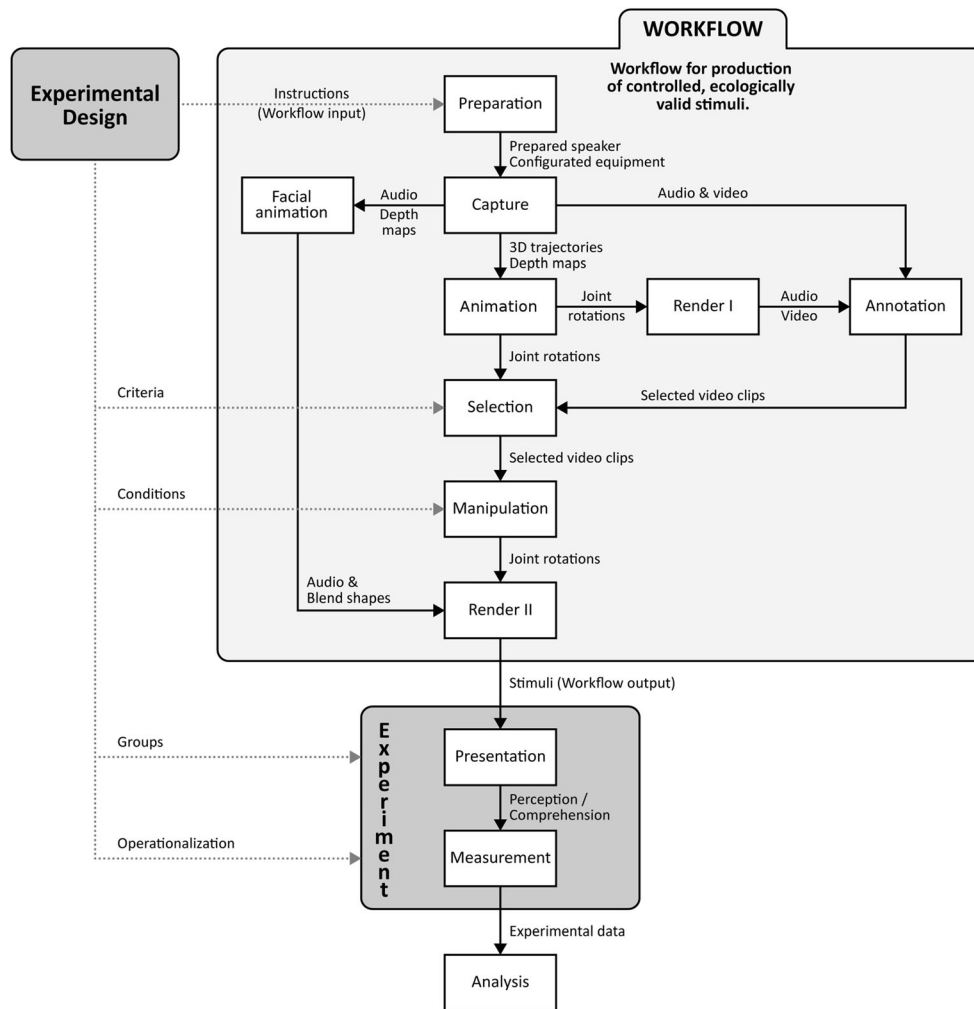 WORKFLOW
Workflow for production
of controlled, ecologically
valid stimuli.
Experimental
Design
Instructions
(Workflow input)
Preparation
Prepared speaker
Configurated equipment
Facial
animation
Audio
Depth
maps
Capture
Audio & video
3D trajectories
Depth maps
Animation
Joint
rotations
Render I
Audio
Video
Annotation
Joint rotations
Criteria
Selection
Selected video clips
Selected video clips
Conditions
Manipulation
Joint rotations
Audio &
Blend shapes
Render II
Stimuli (Workflow output)
Experiment
Groups
Presentation
Perception /
Comprehension
Operationalization
Measurement
Experimental data
Analysis